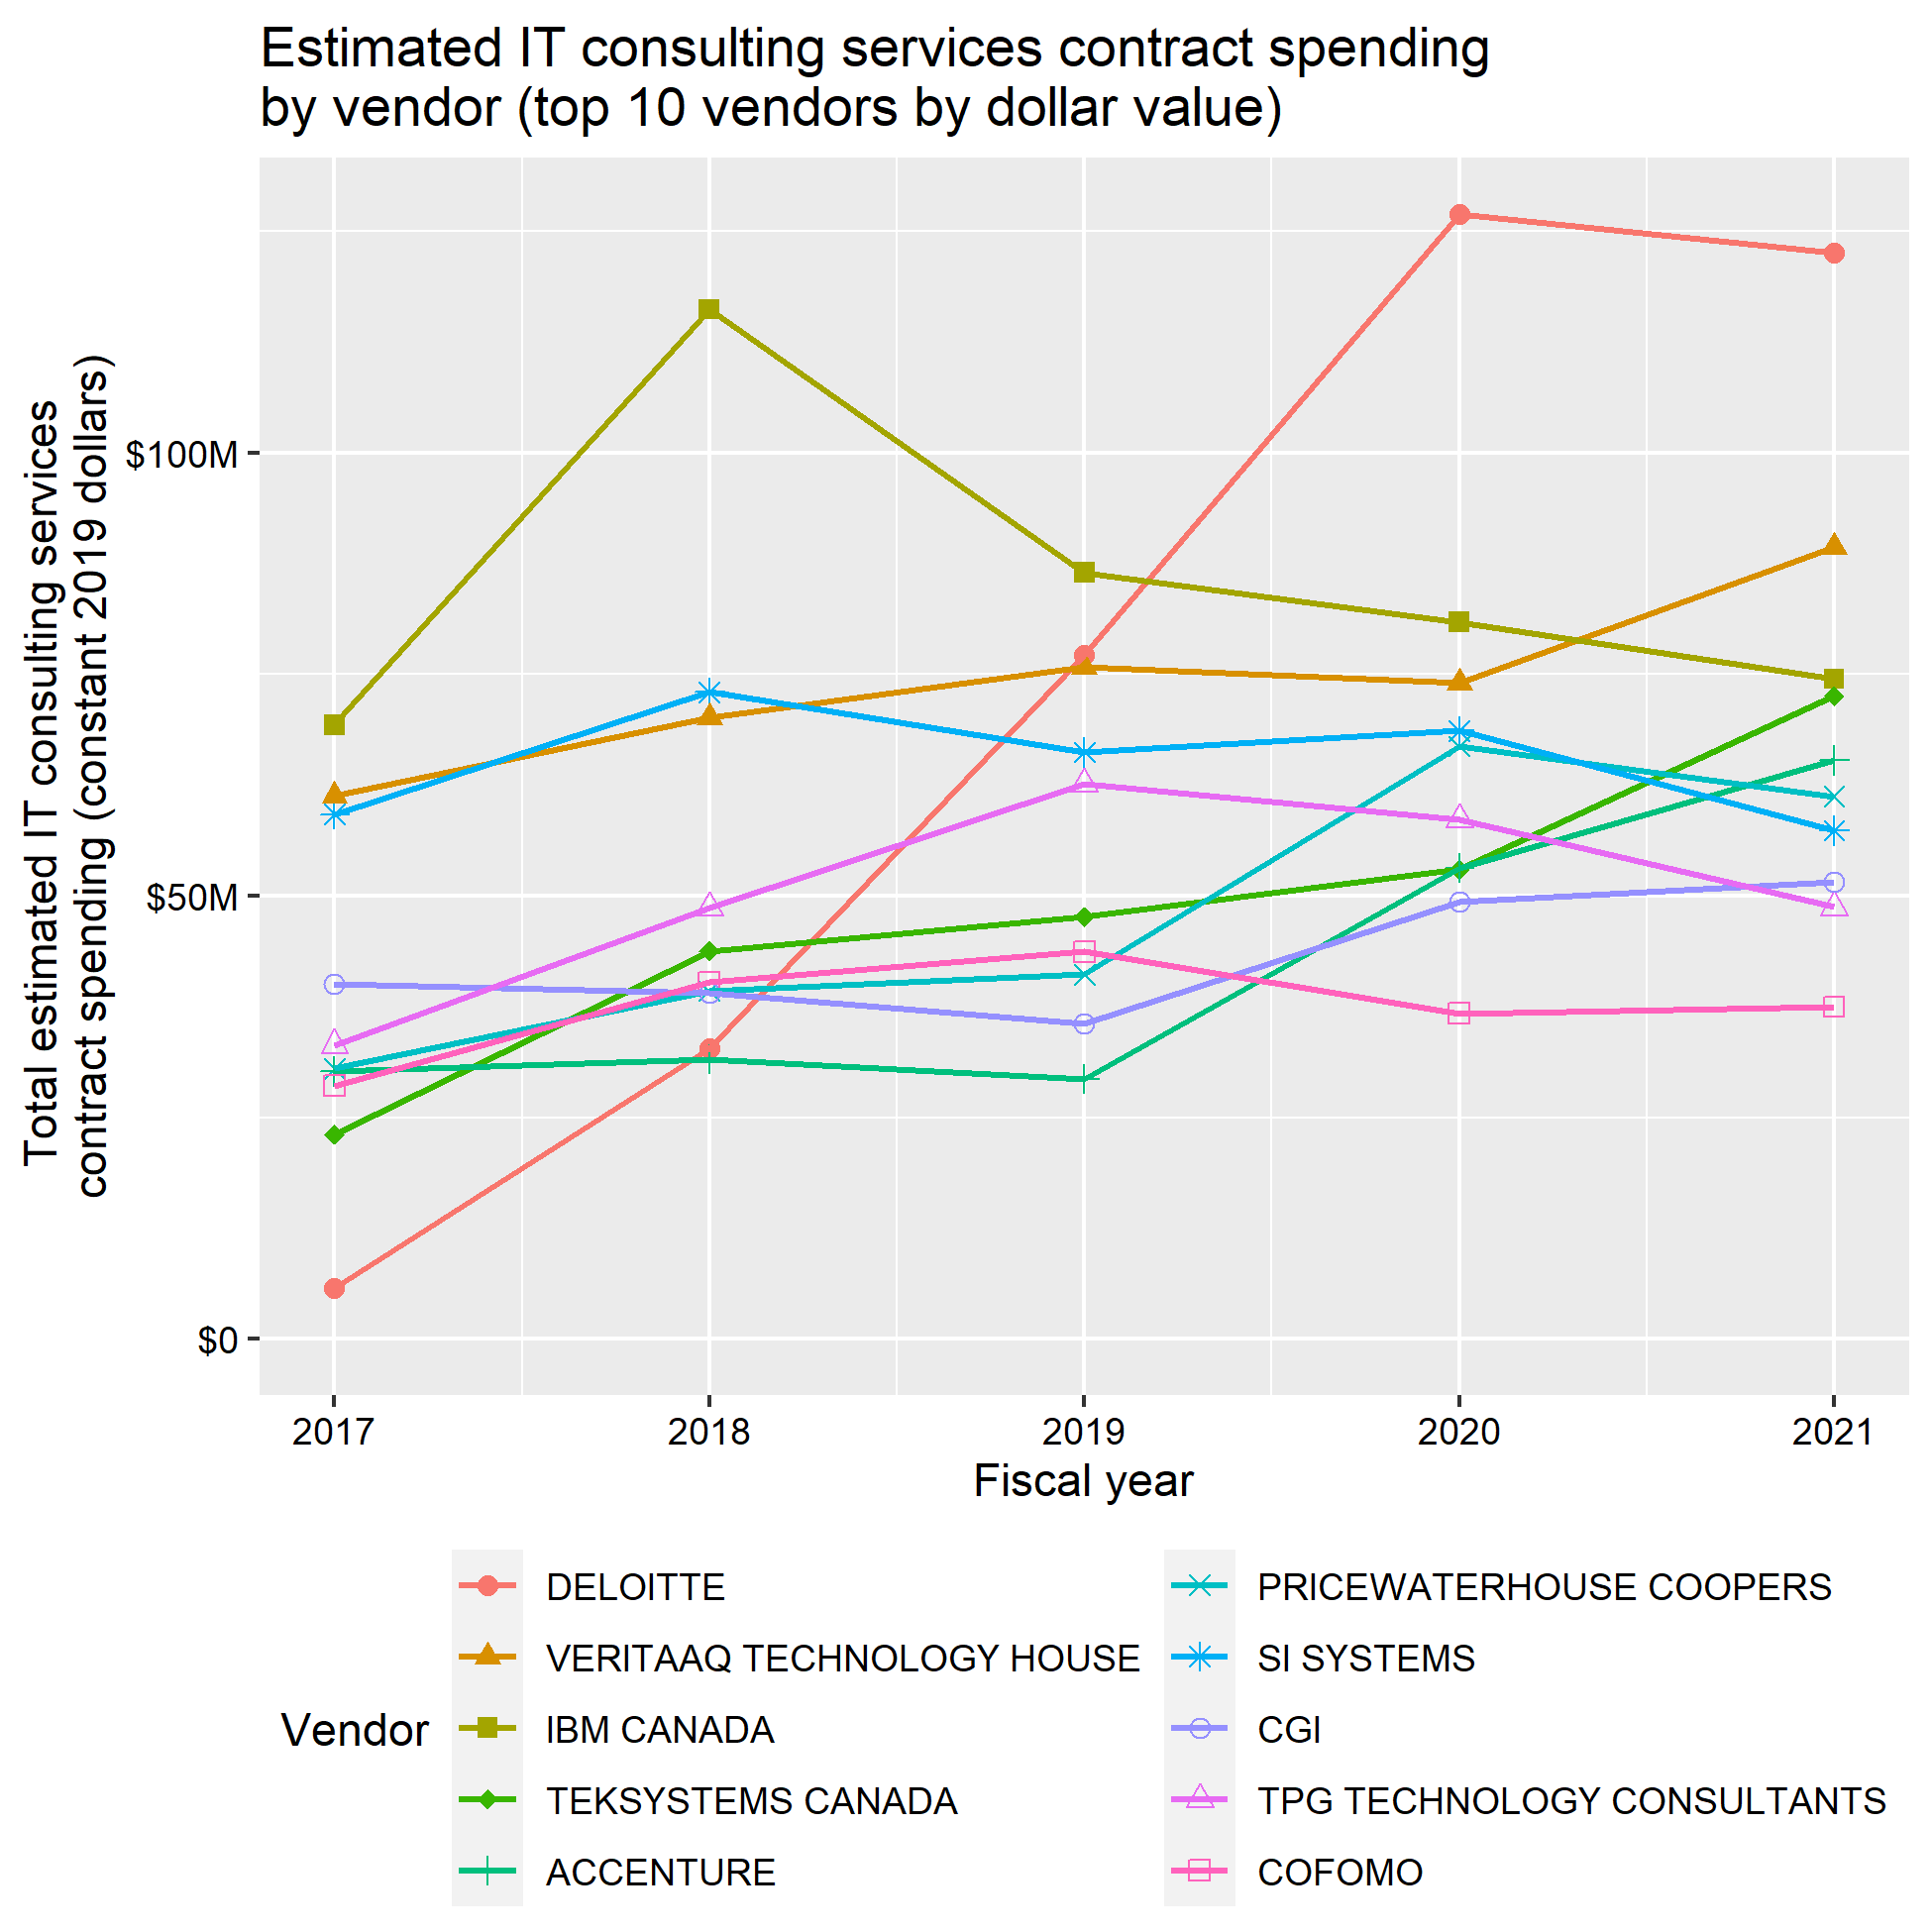 Estimated IT consulting services contract spending
by vendor (top 10 vendors by dollar value)
Total estimated IT consulting services
contract spending (constant 2019 dollars)
$100M
$50M
$0
2017
2018
2019
2020
2021
Fiscal year
Vendor
DELOITTE
VERITAAQ TECHNOLOGY HOUSE
IBM CANADA
TEKSYSTEMS CANADA
ACCENTURE
PRICEWATERHOUSE COOPERS
SI SYSTEMS
CGI
TPG TECHNOLOGY CONSULTANTS
COFOMO